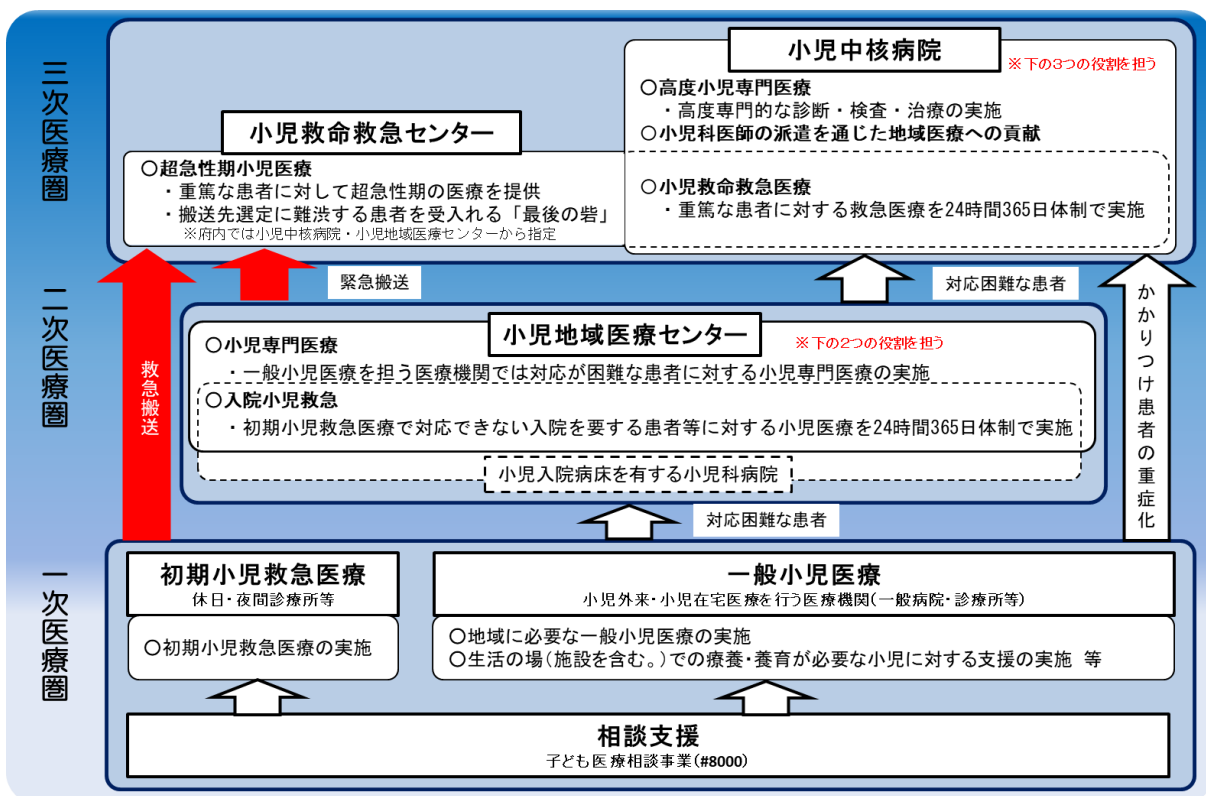 三次医療圏
小児中核病院
※下の3つの役割を担う
〇高度小児専門医療
・高度専門的な診断・検査・治療の実施
〇小児科医師の派遣を通じた地域医療への貢献
〇小児救命救急医療
・重篤な患者に対する救急医療を24時間365日体制で実施
小児救命救急センター
〇超急性期小児医療
・重篤な患者に対して超急性期の医療を提供
・搬送先選定に難渋する患者を受入れる「最後の砦」
※府内では小児中核病院・小児地域医療センターから指定
緊急搬送
対応困難な患者
かかりつけ患者の重症化
救急搬送
二次医療圏
小児地域医療センター
※下の2つの役割を担う
〇小児専門医療
・一般小児医療を担う医療機関では対応が困難な患者に対する小児専門医療の実施
〇入院小児救急
・初期小児救急医療で対応できない入院を要する患者等に対する小児医療を24時間365日体制で実施
小児入院病床を有する小児科病院
対応困難な患者
一次医療圏
初期小児救急医療
休日・夜間診療所等
〇初期小児救急医療の実施
一般小児医療
小児外来・小児在宅医療を行う医療機関(一般病院・診療所等)
〇地域に必要な一般小児医療の実施
〇生活の場(施設を含む。)での療養・養育が必要な小児に対する支援の実施 等
相談支援
子ども医療相談事業(#8000)